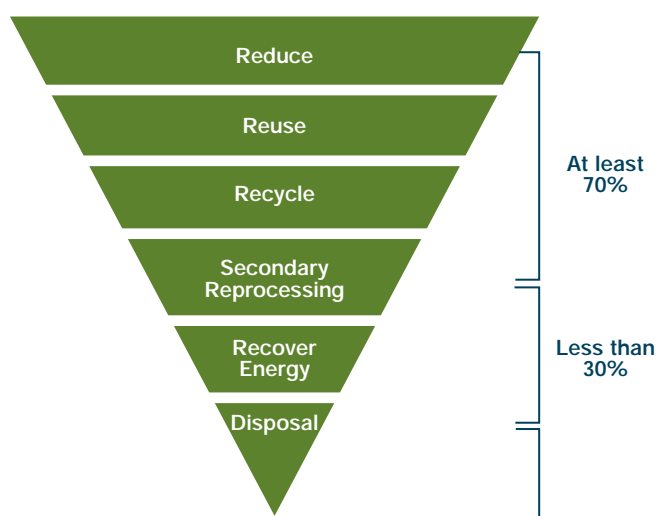 Reduce
Reuse
Recycle
Secondary
Reprocessing
Recover
Energy
Disposal
At least
70%
Less than
30%